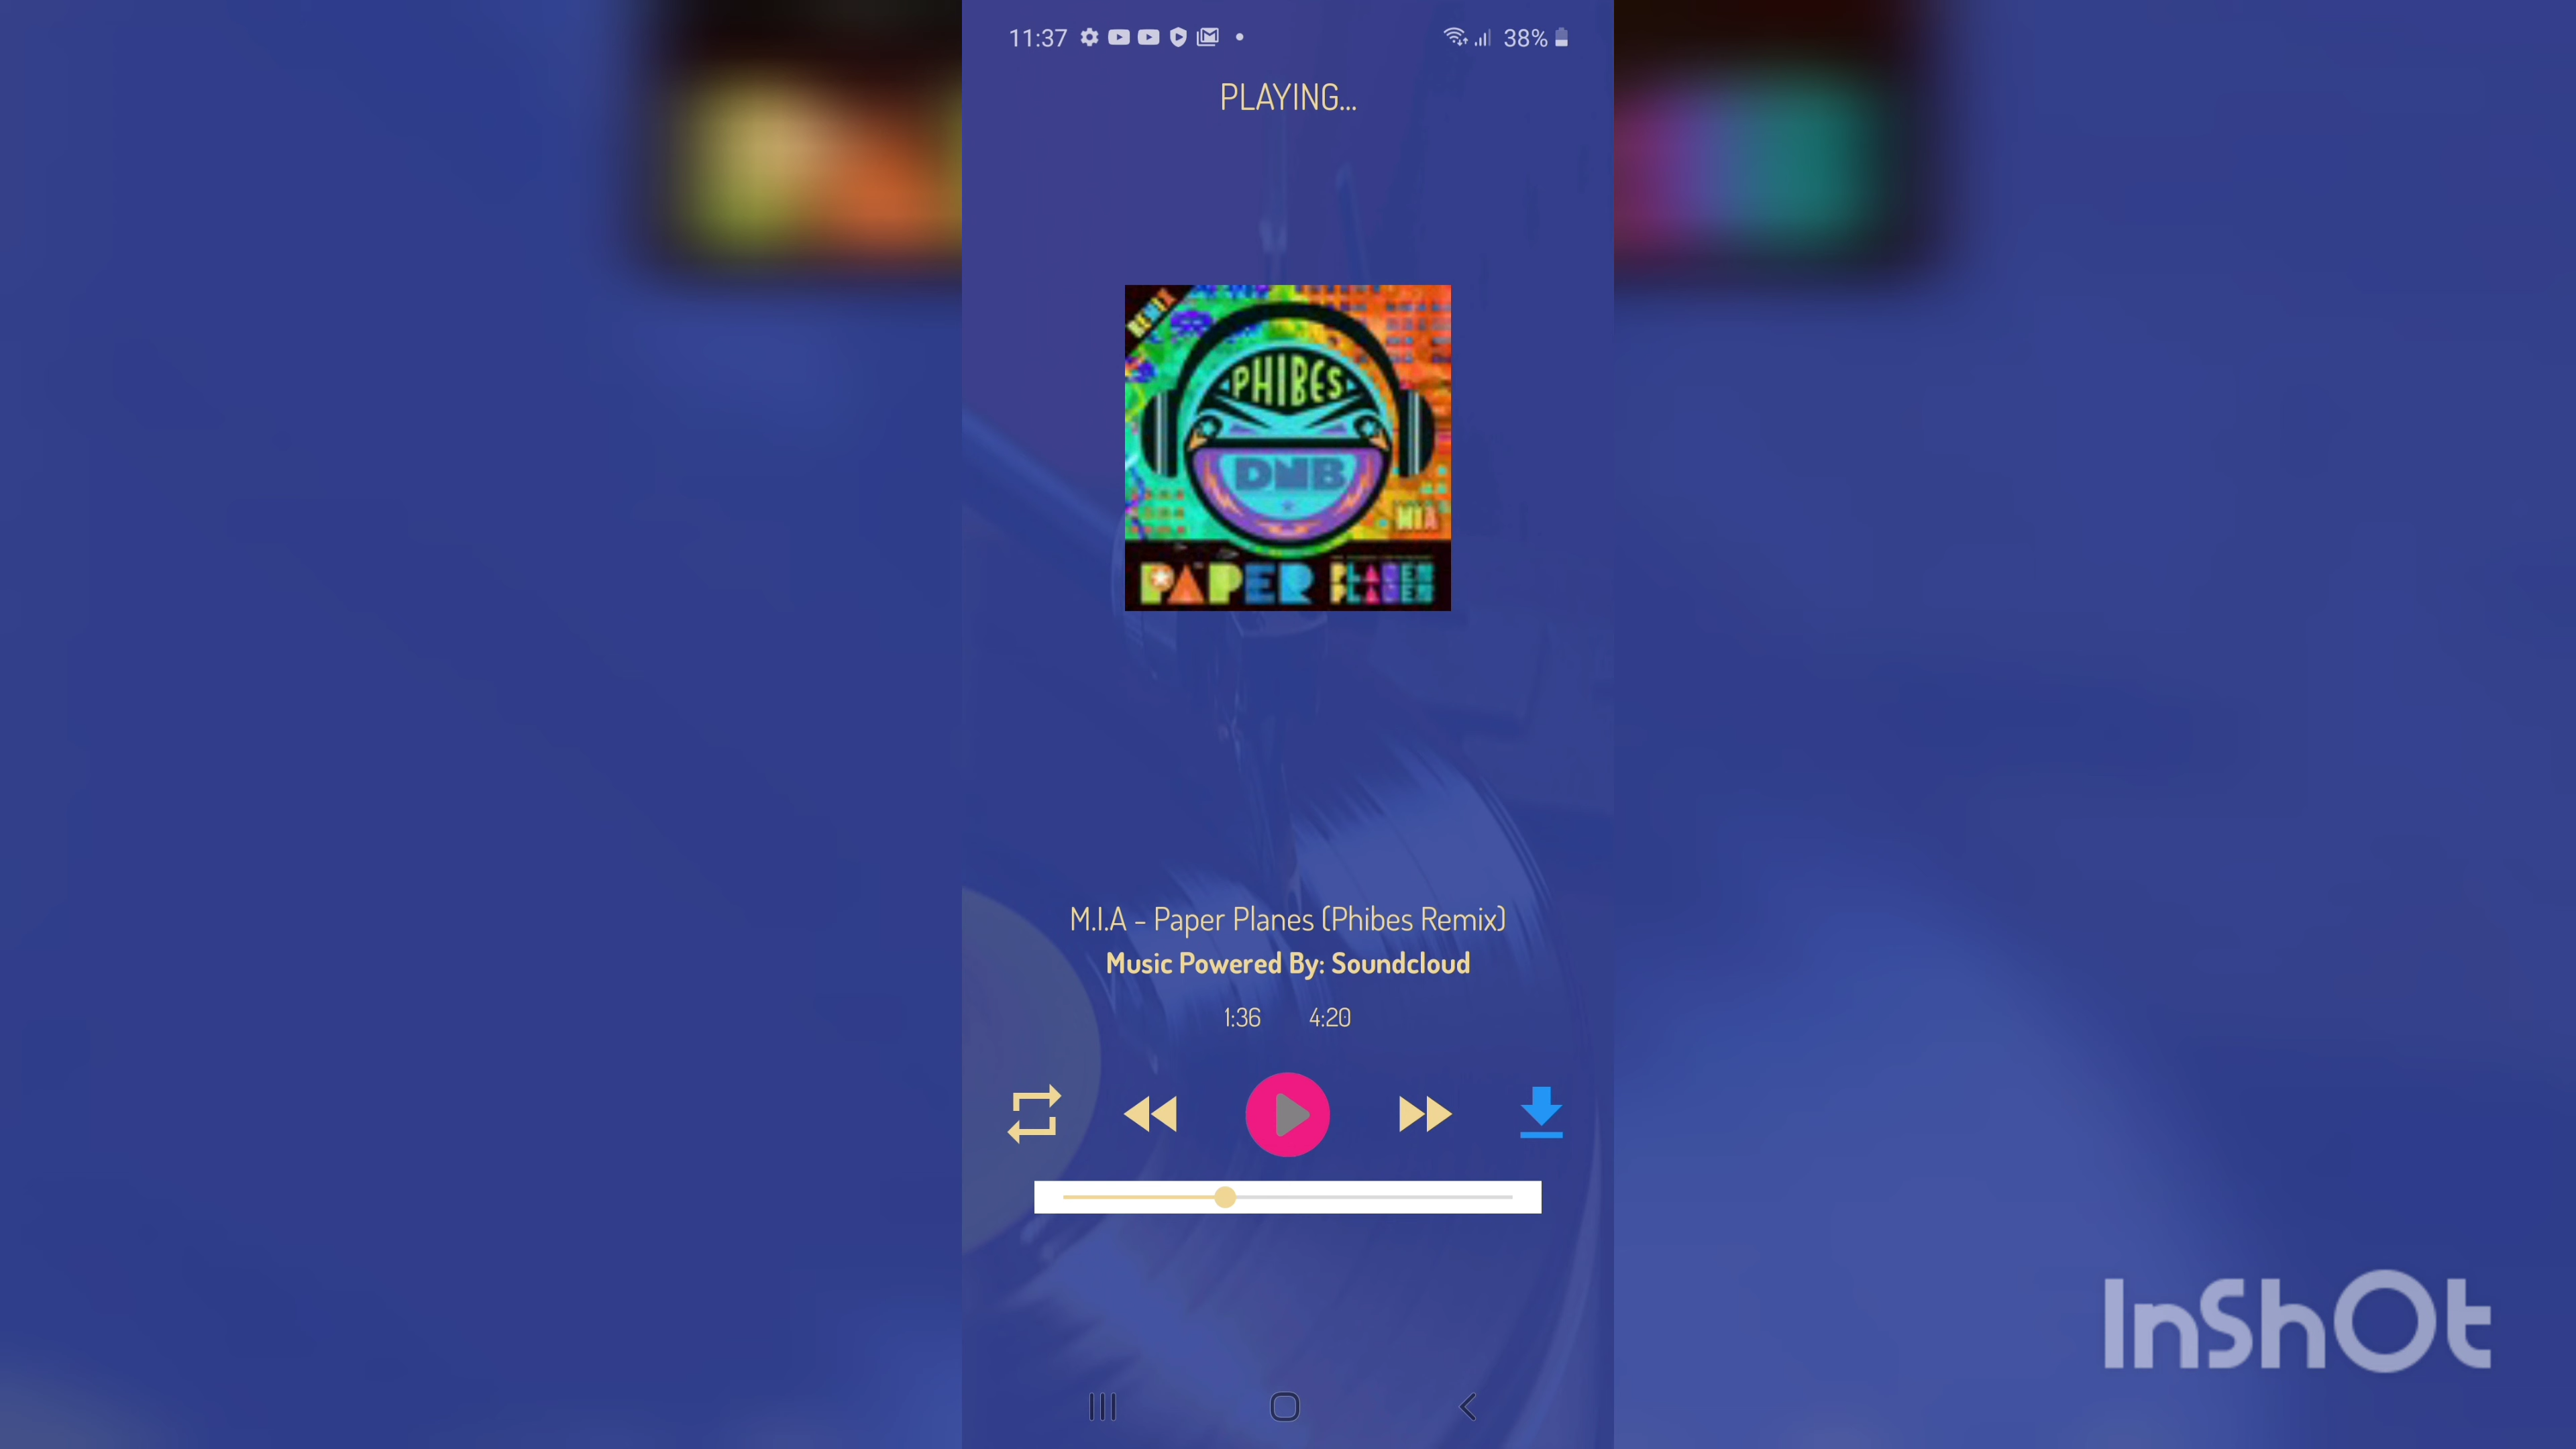 11:37
38%
PLAYING...
REMIX
PHIBES
DNB
MIA
PAPER PLANES
M.I.A - Paper Planes (Phibes Remix)
Music Powered By: Soundcloud
1:36 4:20
InShOt